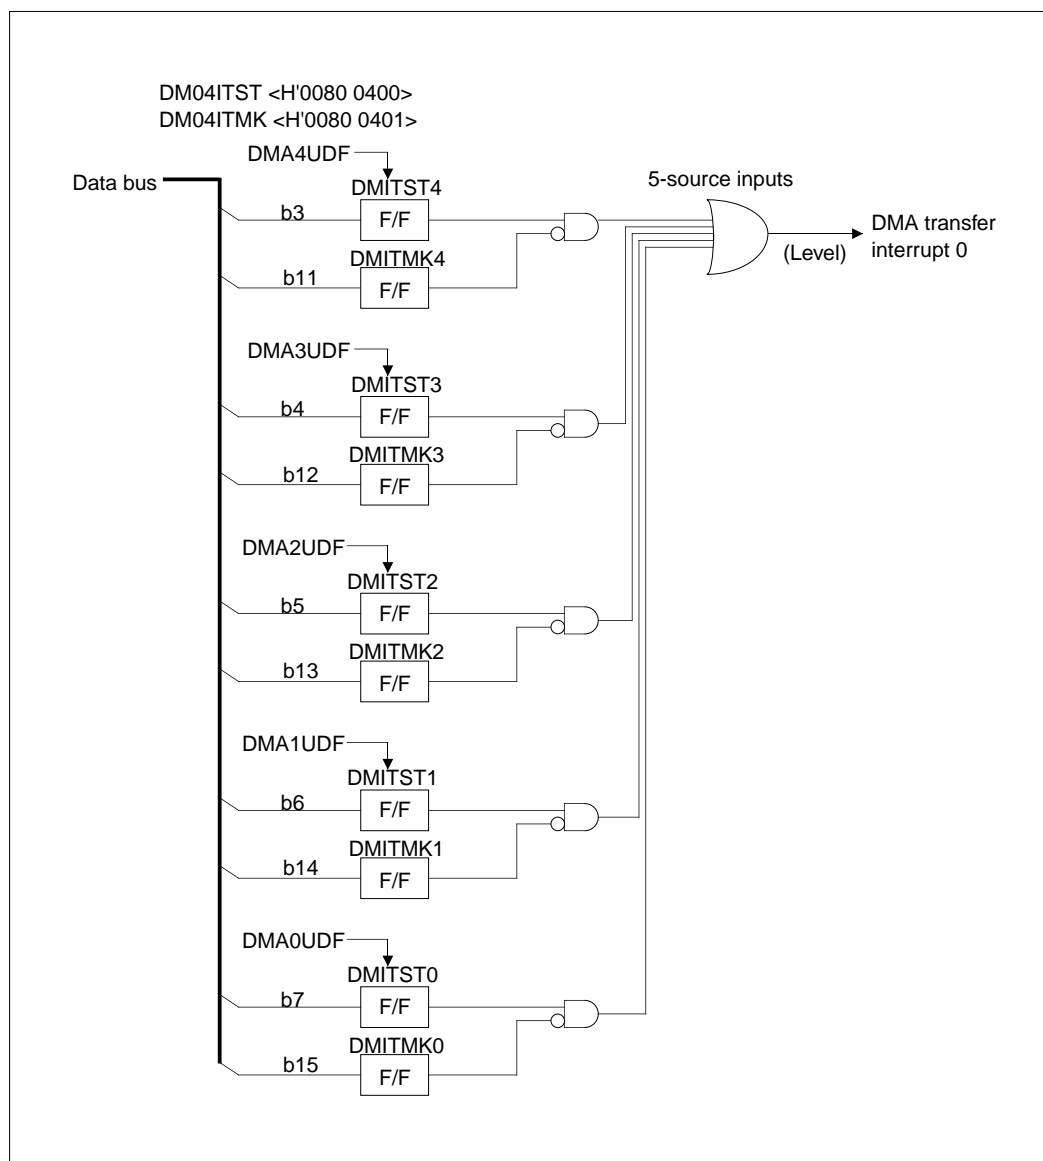 DM04ITST <H'0080 0400>
DM04ITMK <H'0080 0401>
DMA4UDF
Data bus
DMITST4
5-source inputs
b3
F/F
DMA transfer
interrupt 0
(Level)
DMITMK4
b11
F/F
DMA3UDF
DMITST3
b4
F/F
DMITMK3
b12
F/F
DMA2UDF
DMITST2
b5
F/F
DMITMK2
b13
F/F
DMA1UDF
DMITST1
b6
F/F
DMITMK1
b14
F/F
DMA0UDF
DMITST0
b7
F/F
DMITMK0
b15
F/F